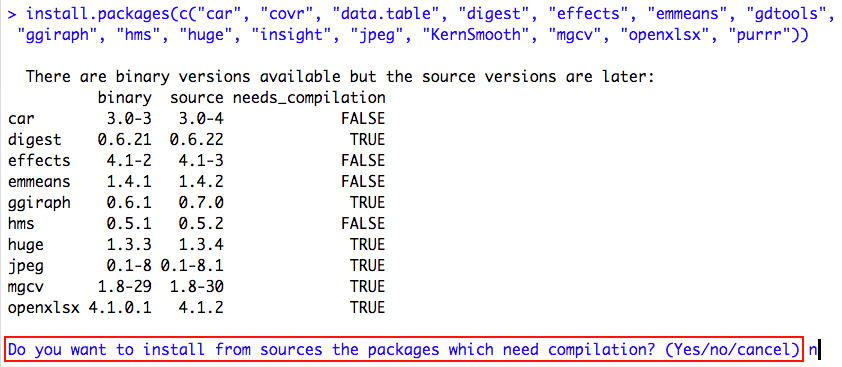 > install.packages(c("car", "covr", "data.table", "digest", "effects", "emmeans", "gdtools",
"ggiraph", "hms", "huge", "insight", "jpeg", "KernSmooth", "mgcv", "openxlsx", "purrr"))
There are binary versions available but the source versions are later:
binary source needs_compilation
car 3.0-3 3.0-4 FALSE
digest 0.6.21 0.6.22 TRUE
effects 4.1-2 4.1-3 FALSE
emmeans 1.4.1 1.4.2 FALSE
ggiraph 0.6.1 0.7.0 TRUE
hms 0.5.1 0.5.2 FALSE
huge 1.3.3 1.3.4 TRUE
jpeg 0.1-8 0.1-8.1 TRUE
mgcv 1.8-29 1.8-30 TRUE
openxlsx 4.1.0.1 4.1.2 TRUE
Do you want to install from sources the packages which need compilation? (Yes/no/cancel) n